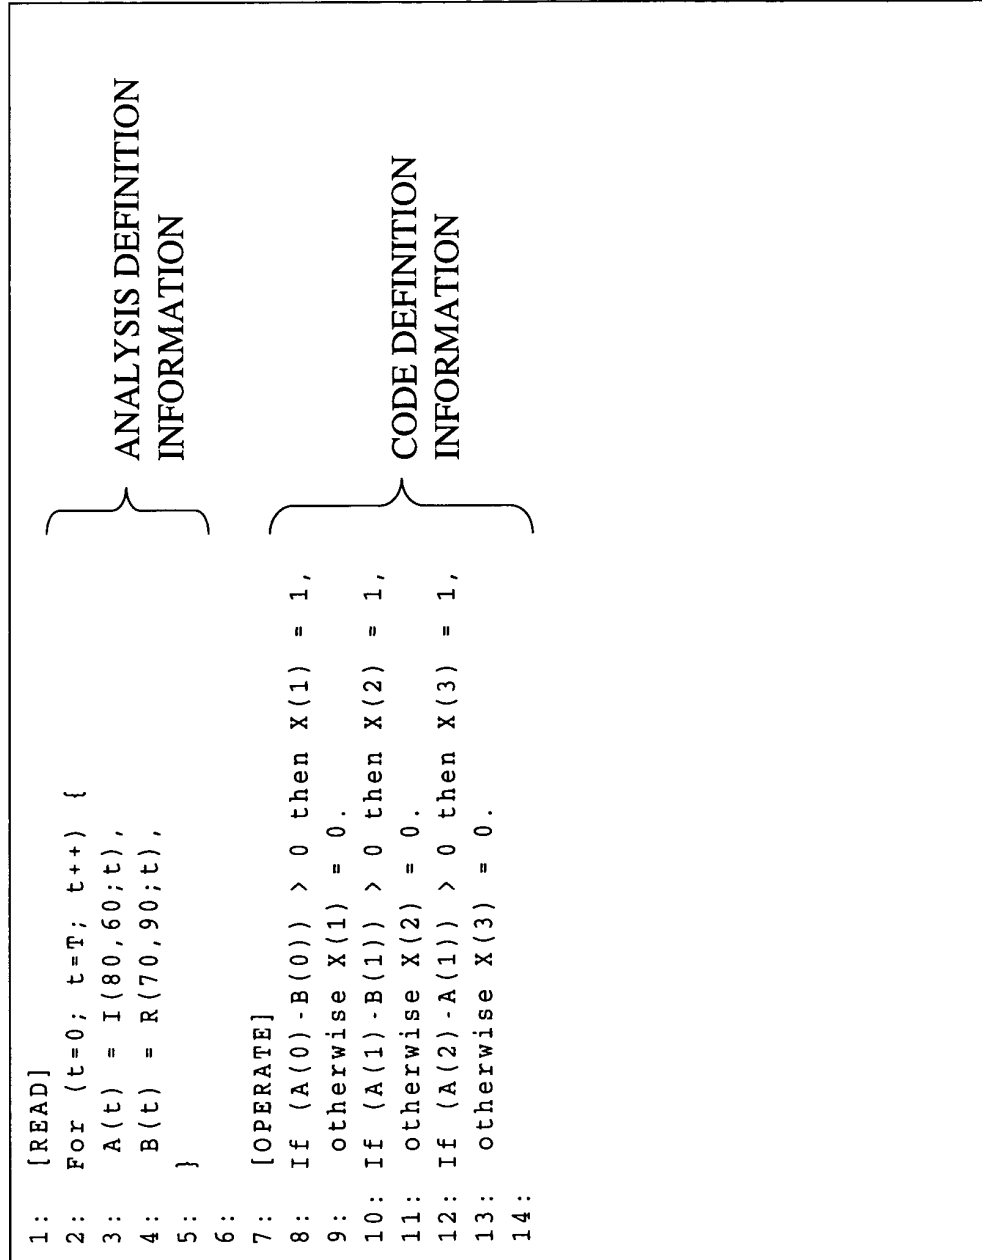 1: [READ]
2: For (t=0; t=T; t++) {
3: A(t) = I(80,60;t),
4: B(t) = R(70,90;t),
5: }
6:
7: [OPERATE]
8: If (A(0)-B(0)) > 0 then X(1) = 1,
9: otherwise X(1) = 0.
10: If (A(1)-B(1)) > 0 then X(2) = 1,
11: otherwise X(2) = 0.
12: If (A(2)-A(1)) > 0 then X(3) = 1,
13: otherwise X(3) = 0.
14:
ANALYSIS DEFINITION
INFORMATION
CODE DEFINITION
INFORMATION